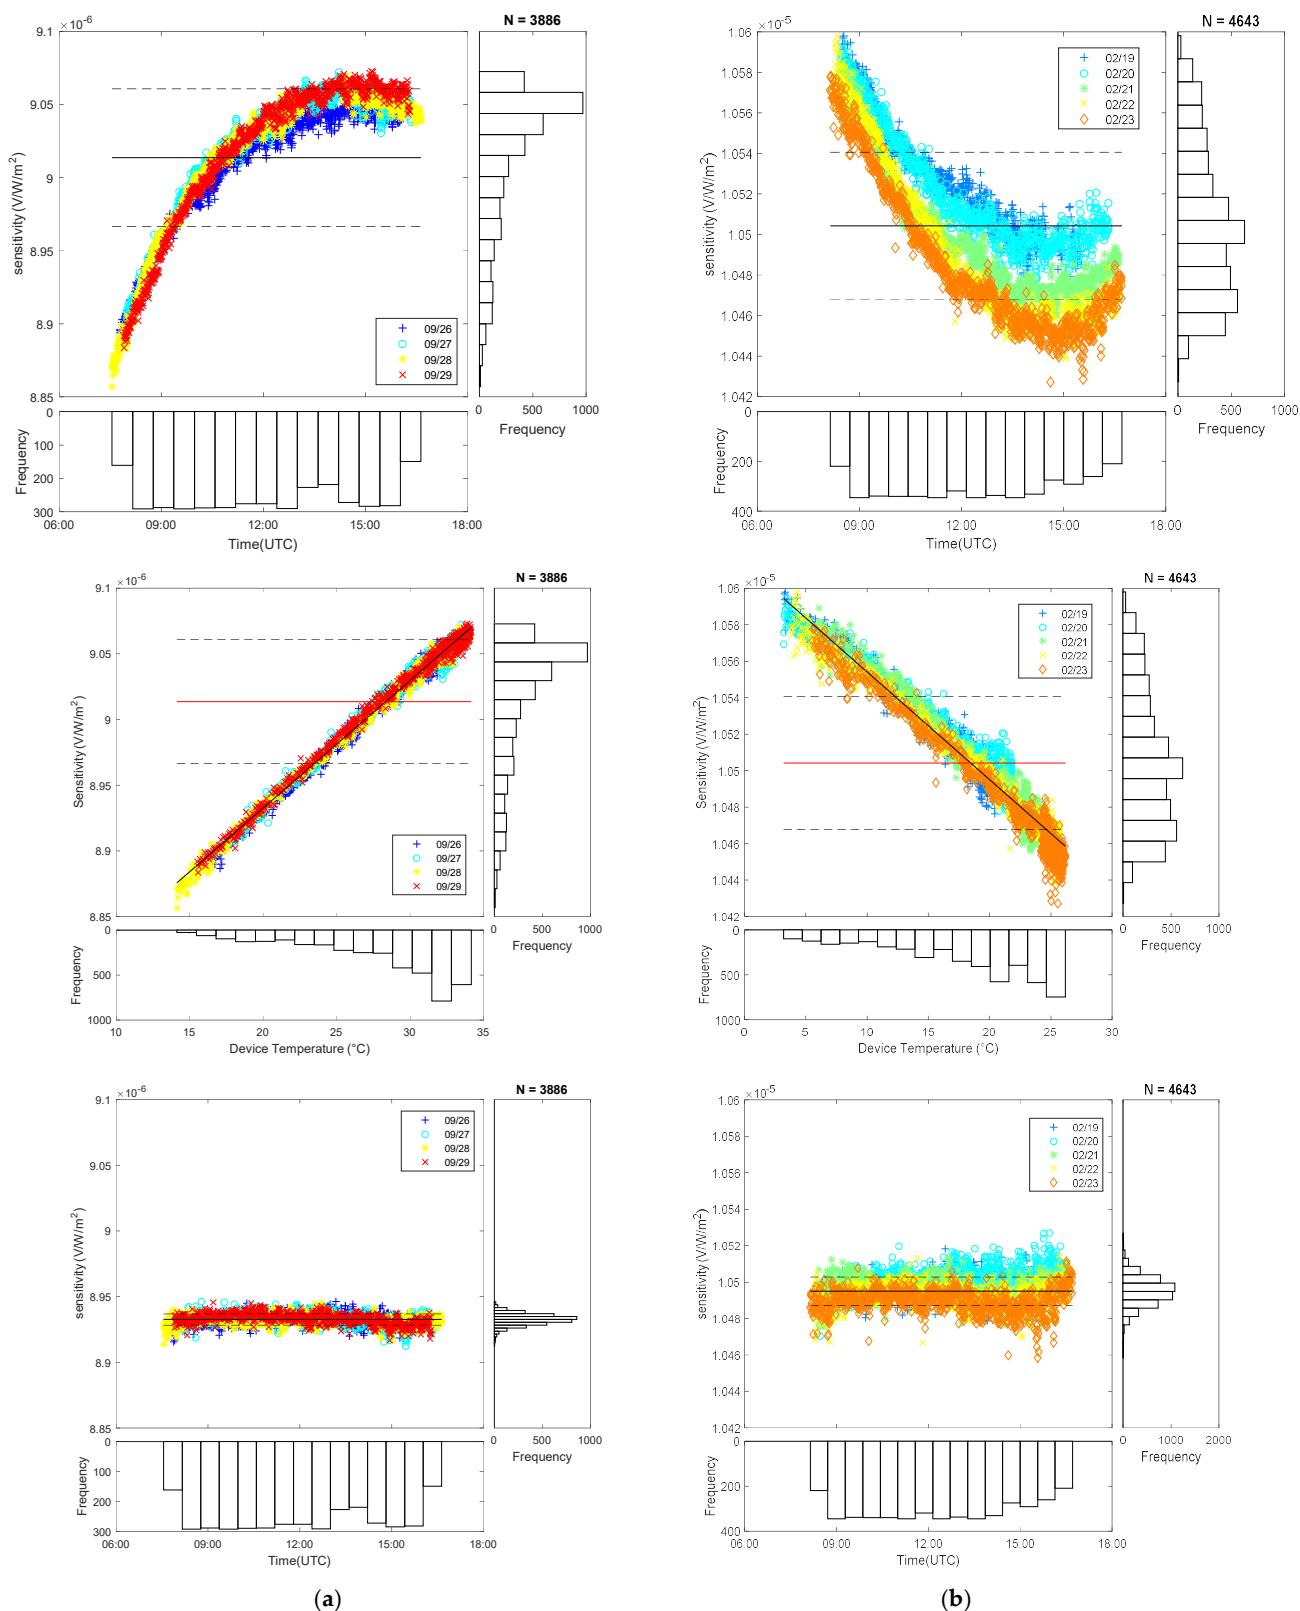 ×10⁻⁶
N = 3886
9.1
9.05
9
8.95
8.9
8.85
sensitivity (V/W/m²)
09/26
09/27
09/28
09/29
0 500 1000
Frequency
0
100
200
300
Frequency
06:00 09:00 12:00 15:00 18:00
Time(UTC)
×10⁻⁵
N = 4643
1.06
1.058
1.056
1.054
1.052
1.05
1.048
1.046
1.044
1.042
sensitivity (V/W/m²)
02/19
02/20
02/21
02/22
02/23
0 500 1000
Frequency
0
200
400
Frequency
06:00 09:00 12:00 15:00 18:00
Time(UTC)
×10⁻⁶
N = 3886
9.1
9.05
9
8.95
8.9
8.85
Sensitivity (V/W/m²)
09/26
09/27
09/28
09/29
0 500 1000
Frequency
0
500
1000
Frequency
10 15 20 25 30 35
Device Temperature (°C)
×10⁻⁵
N = 4643
1.06
1.058
1.056
1.054
1.052
1.05
1.048
1.046
1.044
1.042
Sensitivity (V/W/m²)
02/19
02/20
02/21
02/22
02/23
0 500 1000
Frequency
0
500
1000
Frequency
0 5 10 15 20 25 30
Device Temperature (°C)
×10⁻⁶
N = 3886
9.1
9.05
9
8.95
8.9
8.85
sensitivity (V/W/m²)
09/26
09/27
09/28
09/29
0 500 1000
Frequency
0
100
200
300
Frequency
06:00 09:00 12:00 15:00 18:00
Time(UTC)
×10⁻⁵
N = 4643
1.06
1.058
1.056
1.054
1.052
1.05
1.048
1.046
1.044
1.042
sensitivity (V/W/m²)
02/19
02/20
02/21
02/22
02/23
0 1000 2000
Frequency
0
200
400
Frequency
06:00 09:00 12:00 15:00 18:00
Time(UTC)
(a)
(b)